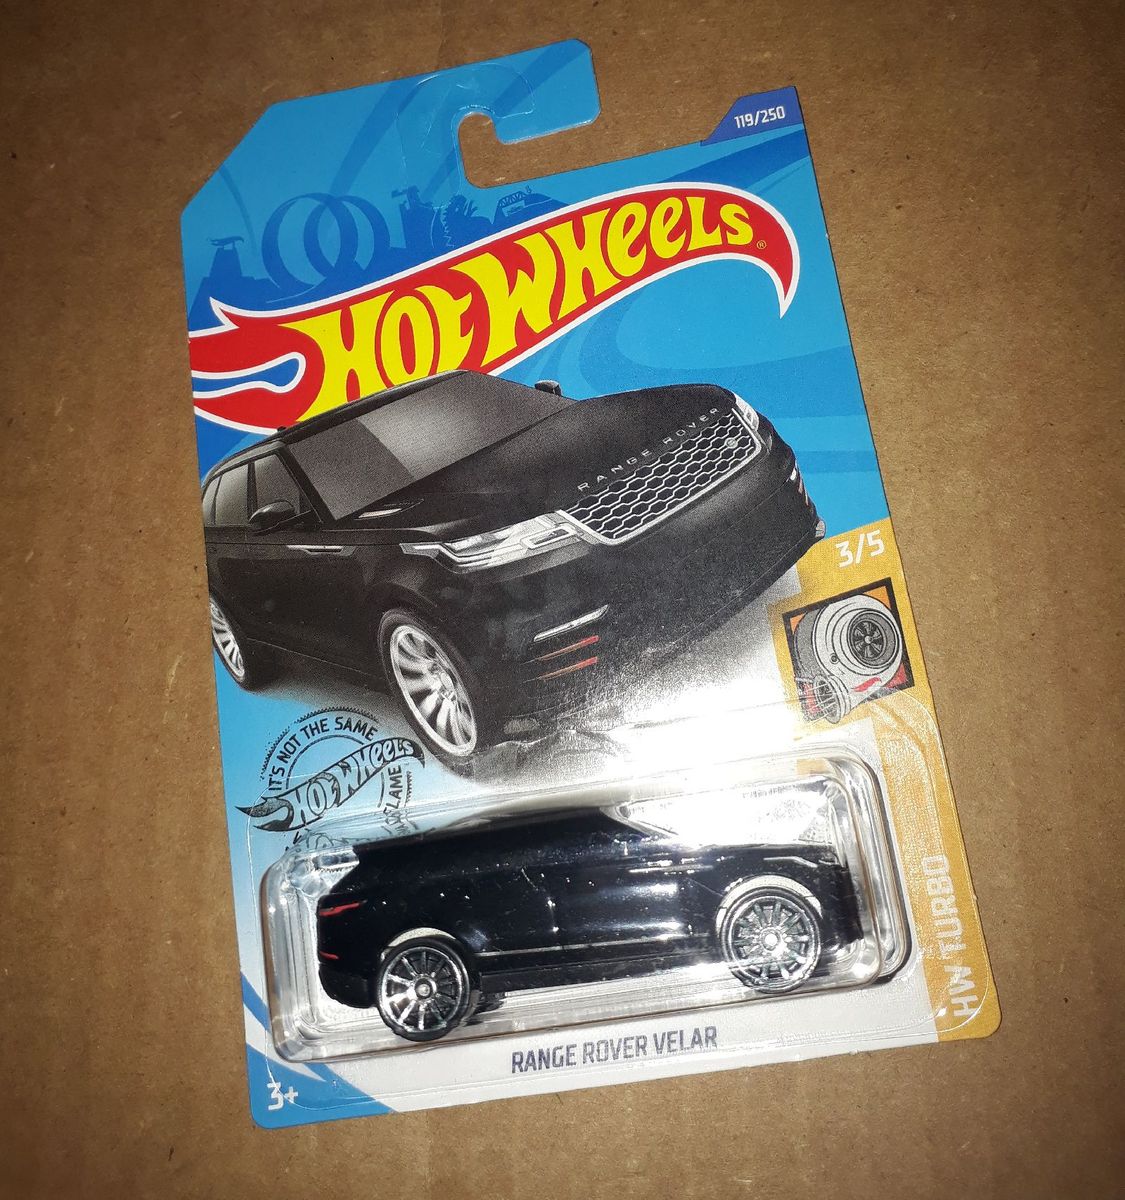 119/250
HOT WHEELS®
RANGE ROVER
3/5
IT'S NOT THE SAME
HOT WHEELS
HW TURBO
RANGE ROVER VELAR
3+